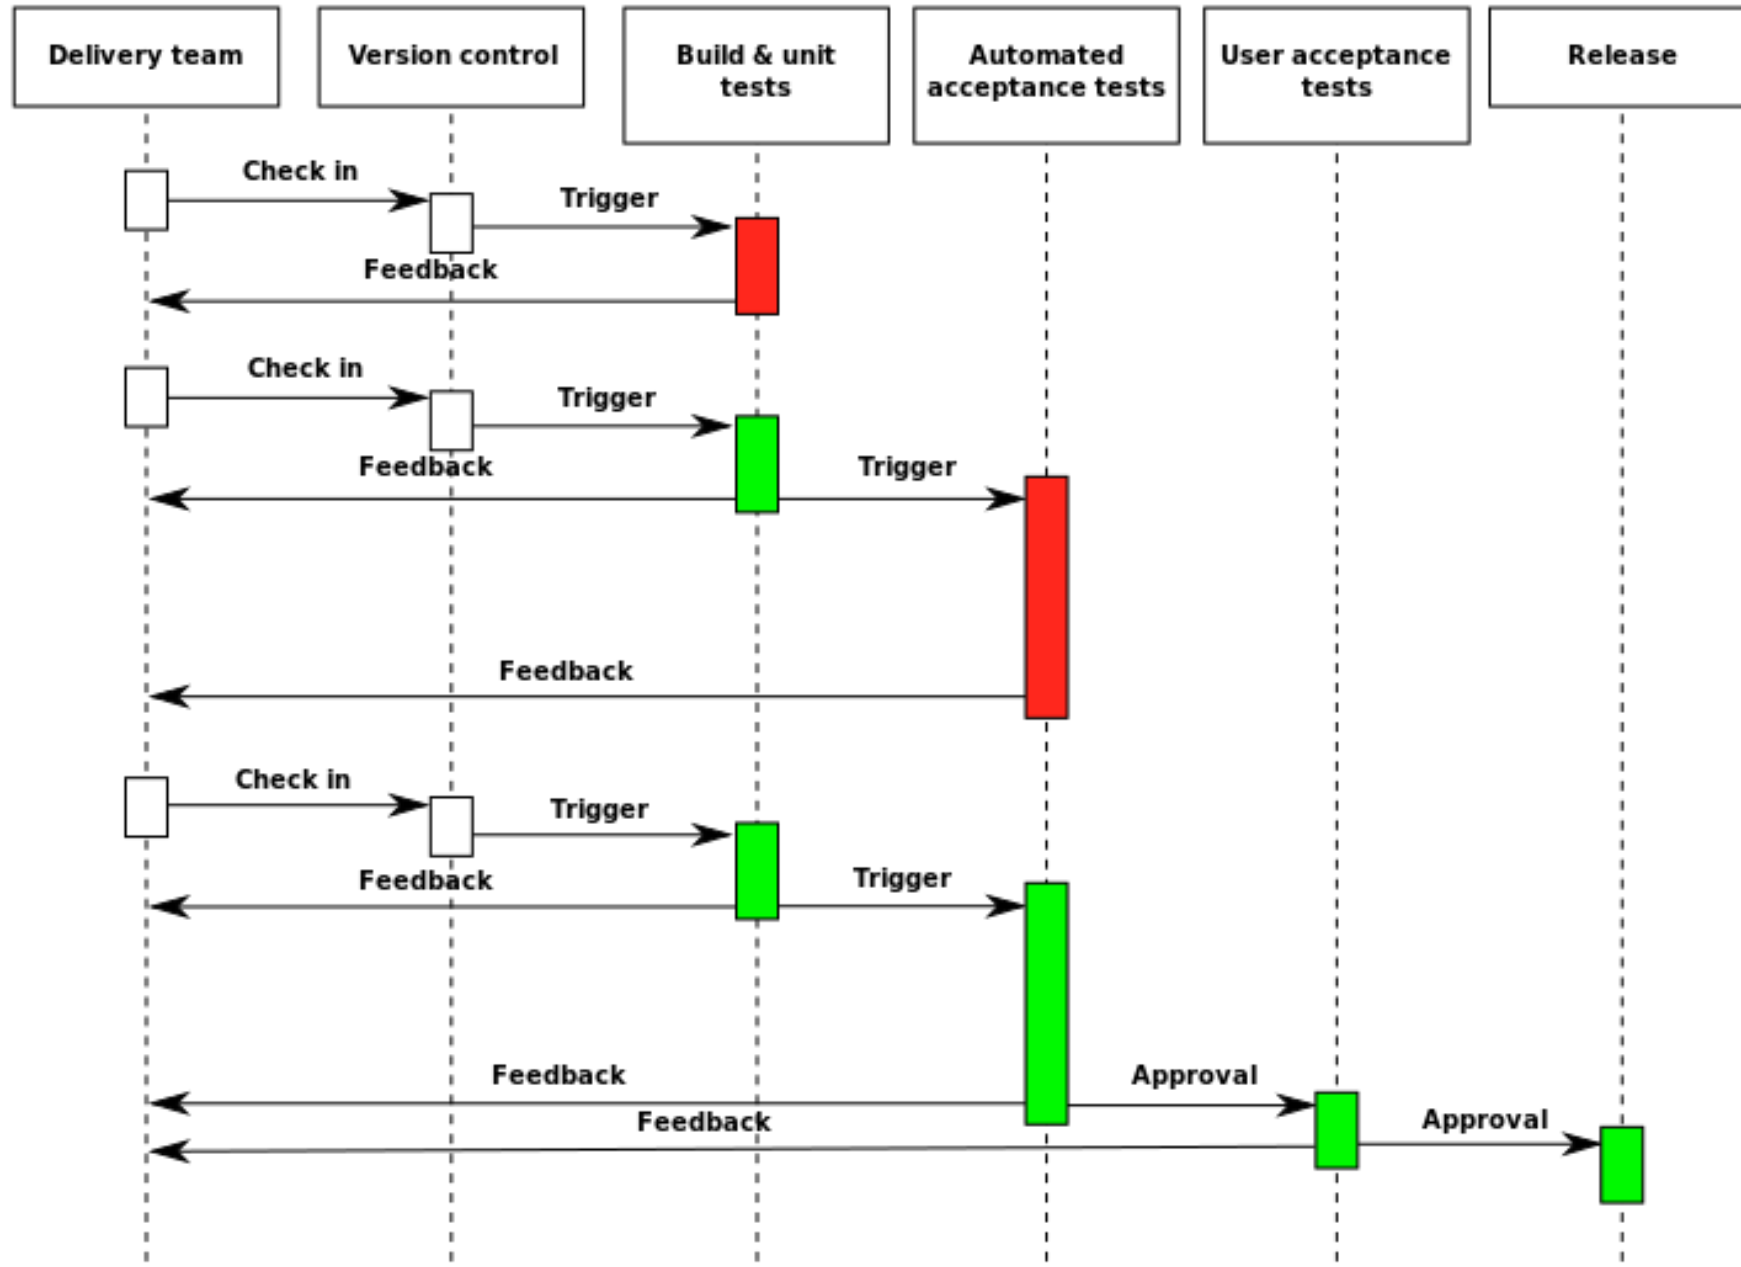 Delivery team
Version control
Build & unit
tests
Automated
acceptance tests
User acceptance
tests
Release
Check in
Trigger
Feedback
Check in
Trigger
Feedback
Trigger
Feedback
Check in
Trigger
Feedback
Trigger
Feedback
Approval
Feedback
Approval